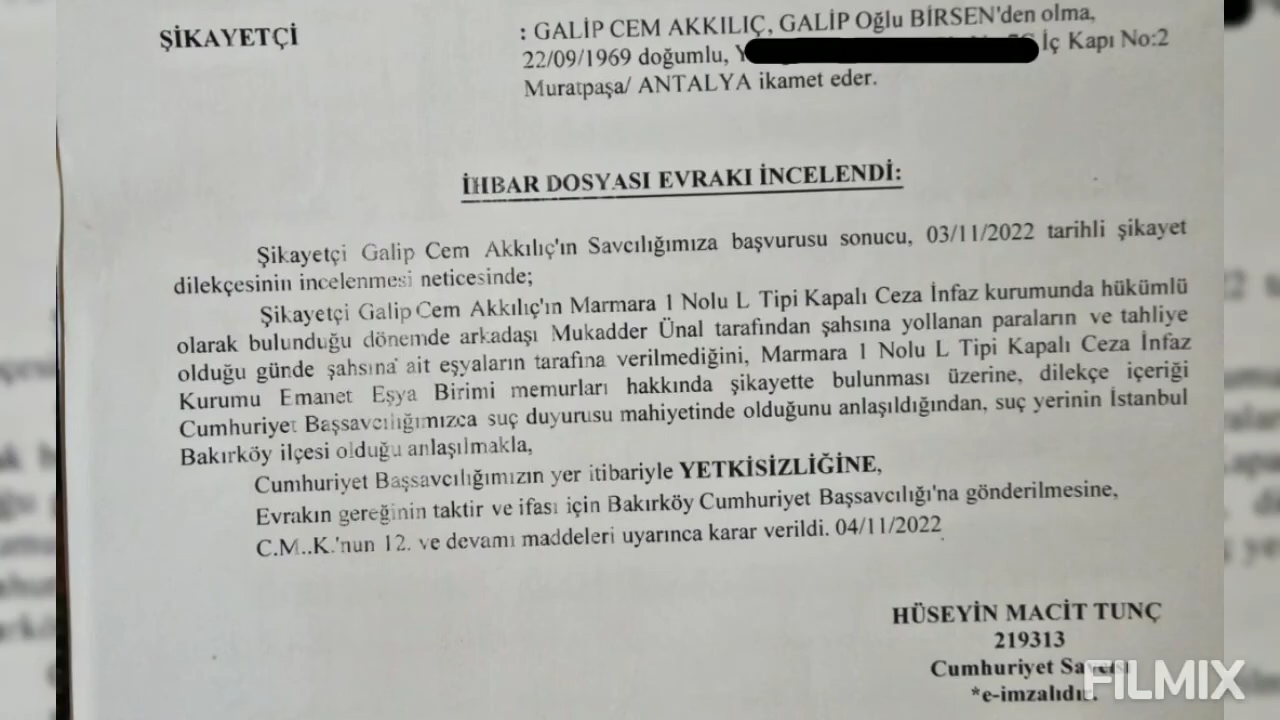 ŞİKAYETÇİ : GALİP CEM AKKILIÇ, GALİP Oğlu BİRSEN'den olma,
22/09/1969 doğumlu, İç Kapı No:2
Muratpaşa/ ANTALYA ikamet eder.
İHBAR DOSYASI EVRAKI İNCELENDİ:
Şikayetçi Galip Cem Akkılıç'ın Savcılığımıza başvurusu sonucu, 03/11/2022 tarihli şikayet
dilekçesinin incelenmesi neticesinde;
Şikayetçi Galip Cem Akkılıç'ın Marmara 1 Nolu L Tipi Kapalı Ceza İnfaz kurumunda hükümlü
olarak bulunduğu dönemde arkadaşı Mukadder Ünal tarafından şahsına yollanan paraların ve tahliye
olduğu günde şahsına ait eşyaların tarafına verilmediğini, Marmara 1 Nolu L Tipi Kapalı Ceza İnfaz
Kurumu Emanet Eşya Birimi memurları hakkında şikayette bulunması üzerine, dilekçe içeriği
Cumhuriyet Başsavcılığımızca suç duyurusu mahiyetinde olduğunu anlaşıldığından, suç yerinin İstanbul
Bakırköy ilçesi olduğu anlaşılmakla,
Cumhuriyet Başsavcılığımızın yer itibariyle YETKİSİZLİĞİNE,
Evrakın gereğinin taktir ve ifası için Bakırköy Cumhuriyet Başsavcılığı'na gönderilmesine,
C.M..K.'nun 12. ve devamı maddeleri uyarınca karar verildi. 04/11/2022
HÜSEYİN MACİT TUNÇ
219313
Cumhuriyet Savcısı
*e-imzalıdır.
FILMIX